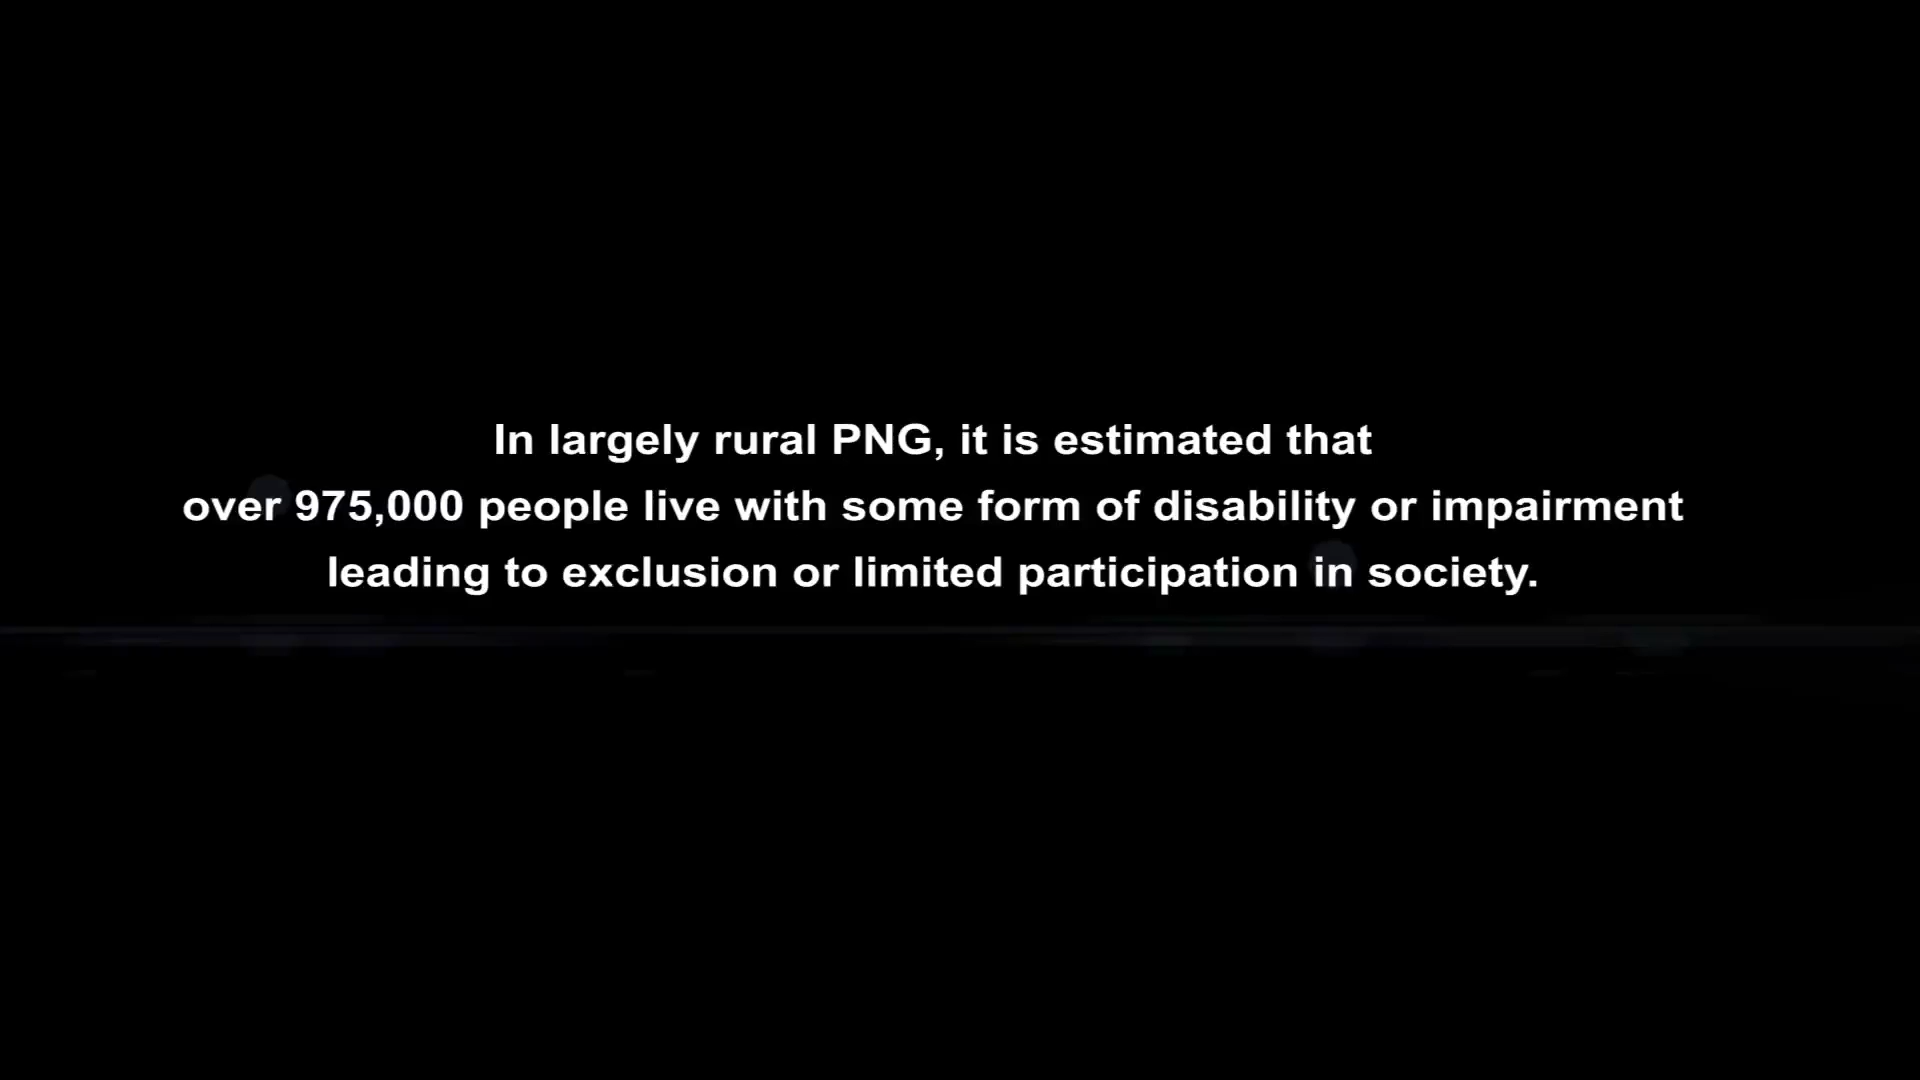 In largely rural PNG, it is estimated that
over 975,000 people live with some form of disability or impairment
leading to exclusion or limited participation in society.